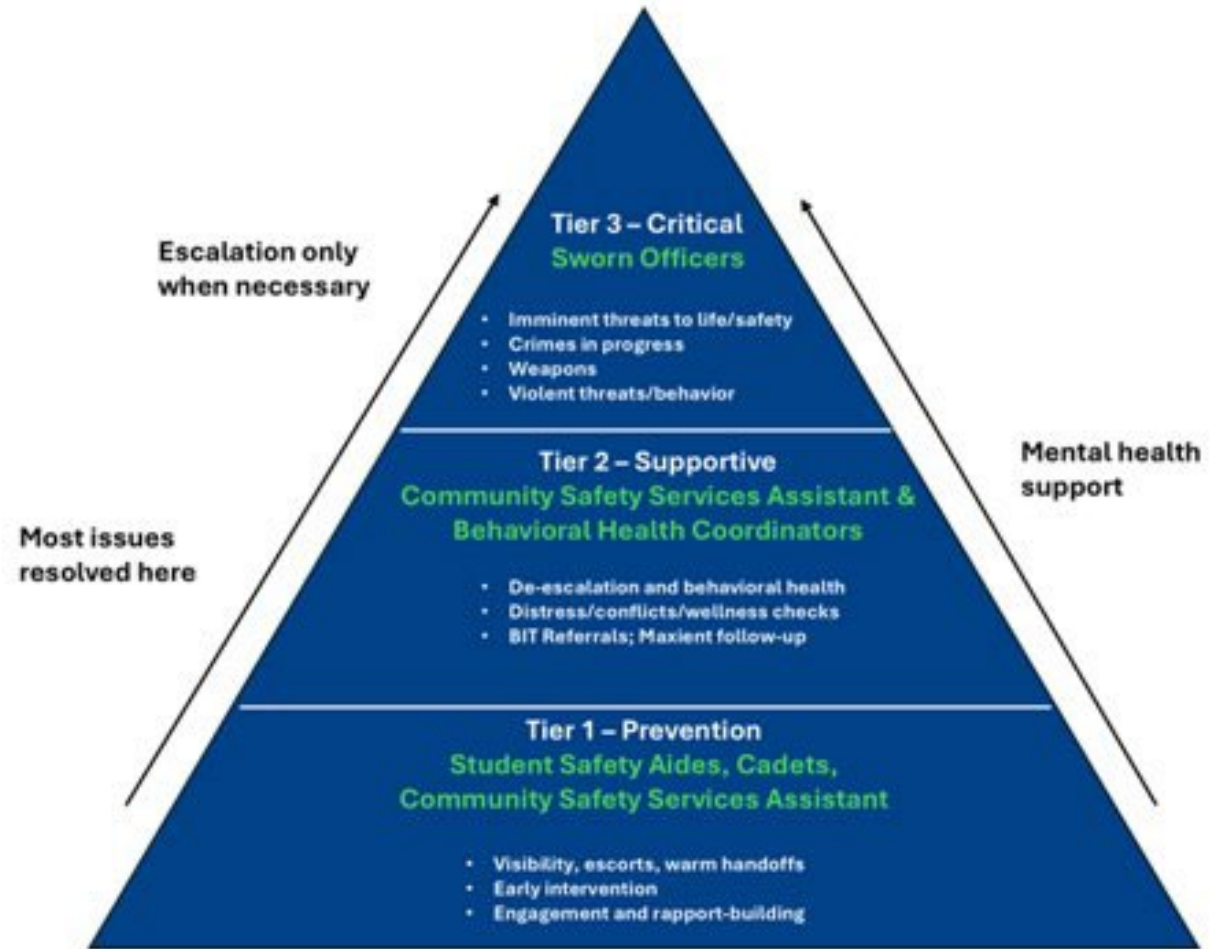 Tier 3 – Critical
Sworn Officers
Escalation only
when necessary
• Imminent threats to life/safety
• Crimes in progress
• Weapons
• Violent threats/behavior
Tier 2 – Supportive
Community Safety Services Assistant &
Behavioral Health Coordinators
Mental health
support
Most issues
resolved here
• De-escalation and behavioral health
• Distress/conflicts/wellness checks
• BIT Referrals; Maxient follow-up
Tier 1 – Prevention
Student Safety Aides, Cadets,
Community Safety Services Assistant
• Visibility, escorts, warm handoffs
• Early intervention
• Engagement and rapport-building